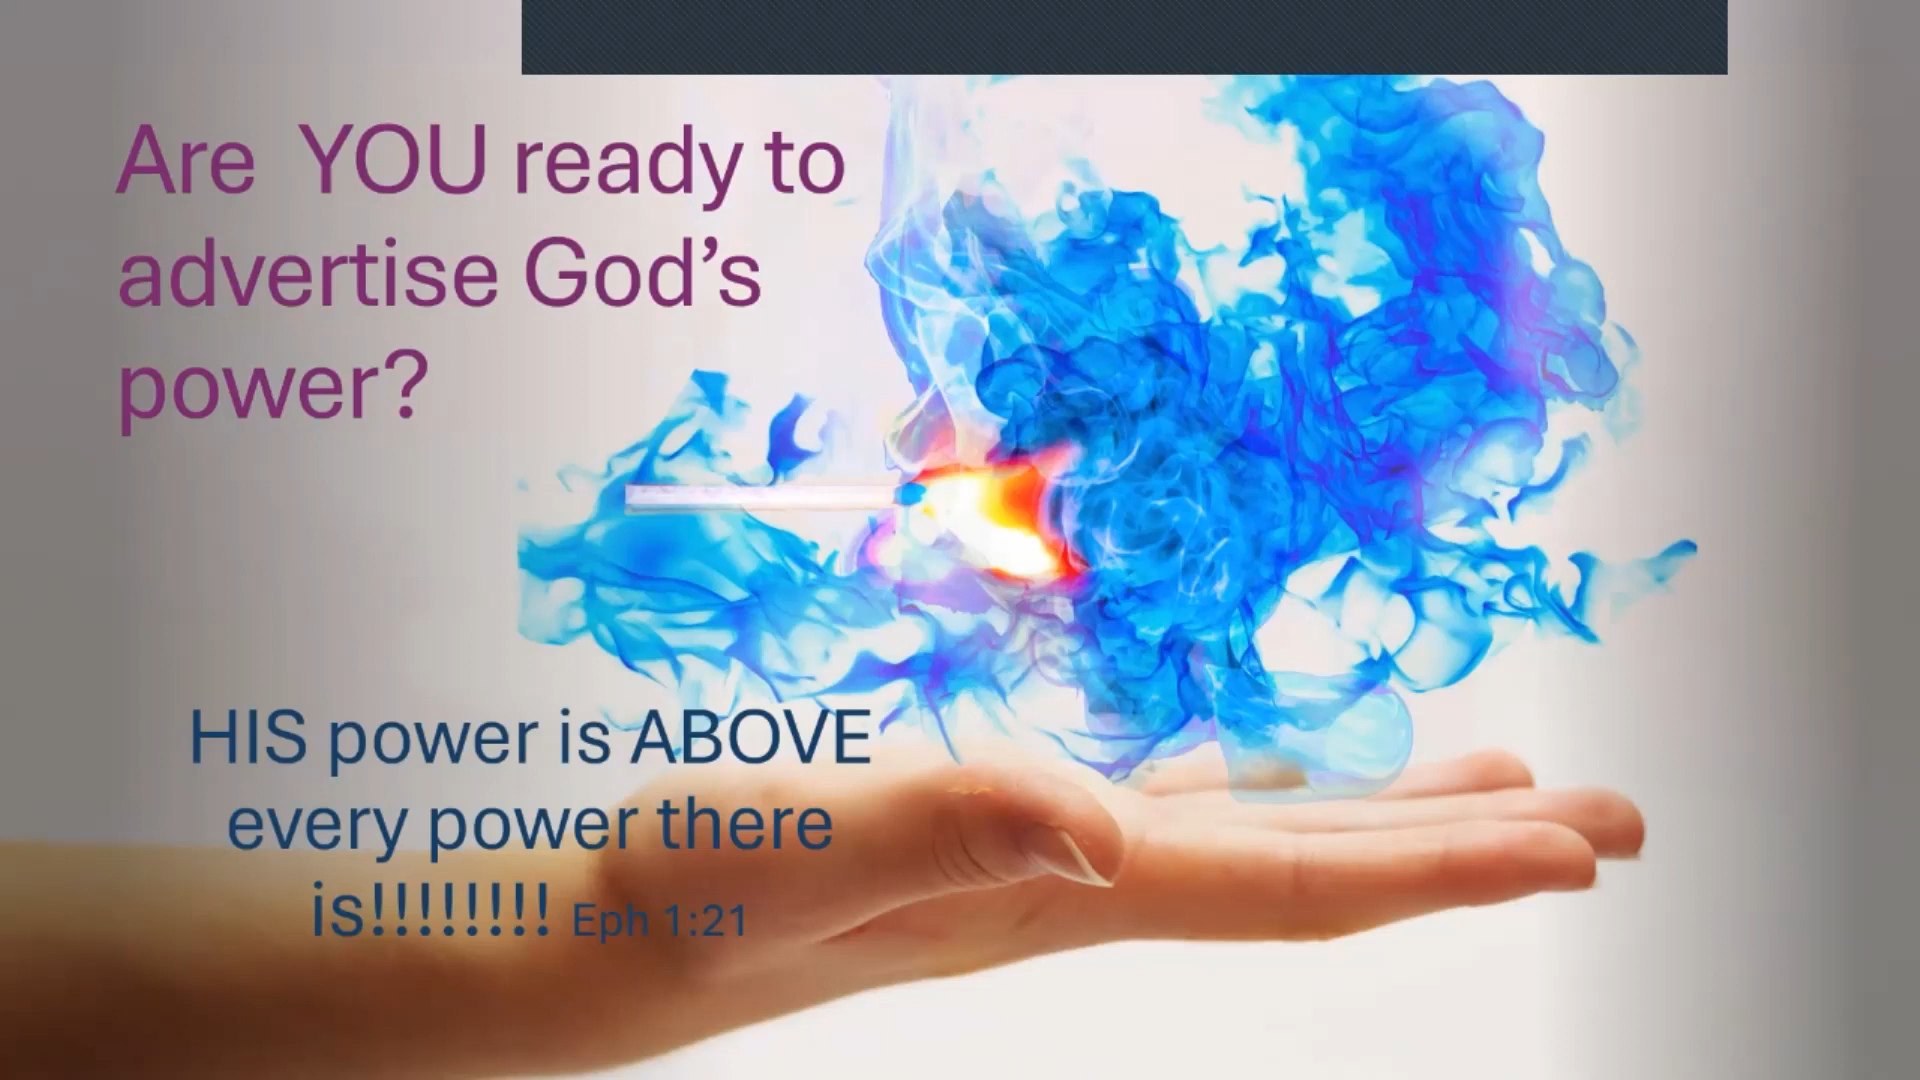 Are  YOU ready to
advertise God’s
power?
HIS power is ABOVE
every power there
is!!!!!!!! Eph 1:21